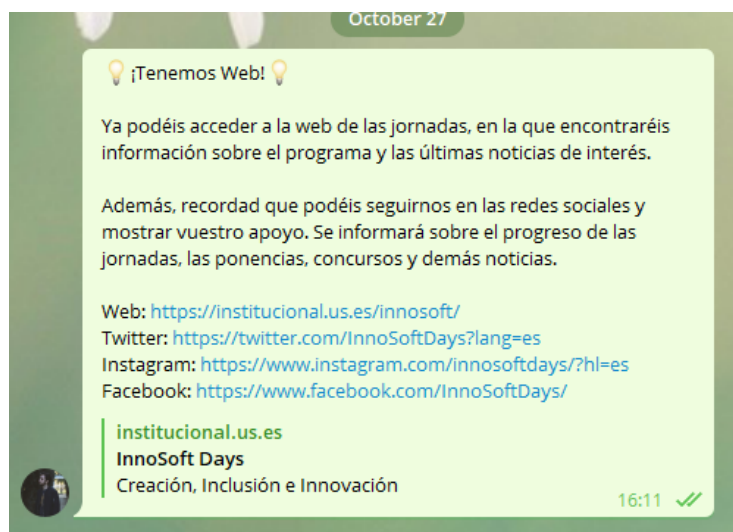 October 27
💡 ¡Tenemos Web! 💡
Ya podéis acceder a la web de las jornadas, en la que encontraréis
información sobre el programa y las últimas noticias de interés.
Además, recordad que podéis seguirnos en las redes sociales y
mostrar vuestro apoyo. Se informará sobre el progreso de las
jornadas, las ponencias, concursos y demás noticias.
Web: https://institucional.us.es/innosoft/
Twitter: https://twitter.com/InnoSoftDays?lang=es
Instagram: https://www.instagram.com/innosoftdays/?hl=es
Facebook: https://www.facebook.com/InnoSoftDays/
institucional.us.es
InnoSoft Days
Creación, Inclusión e Innovación
16:11